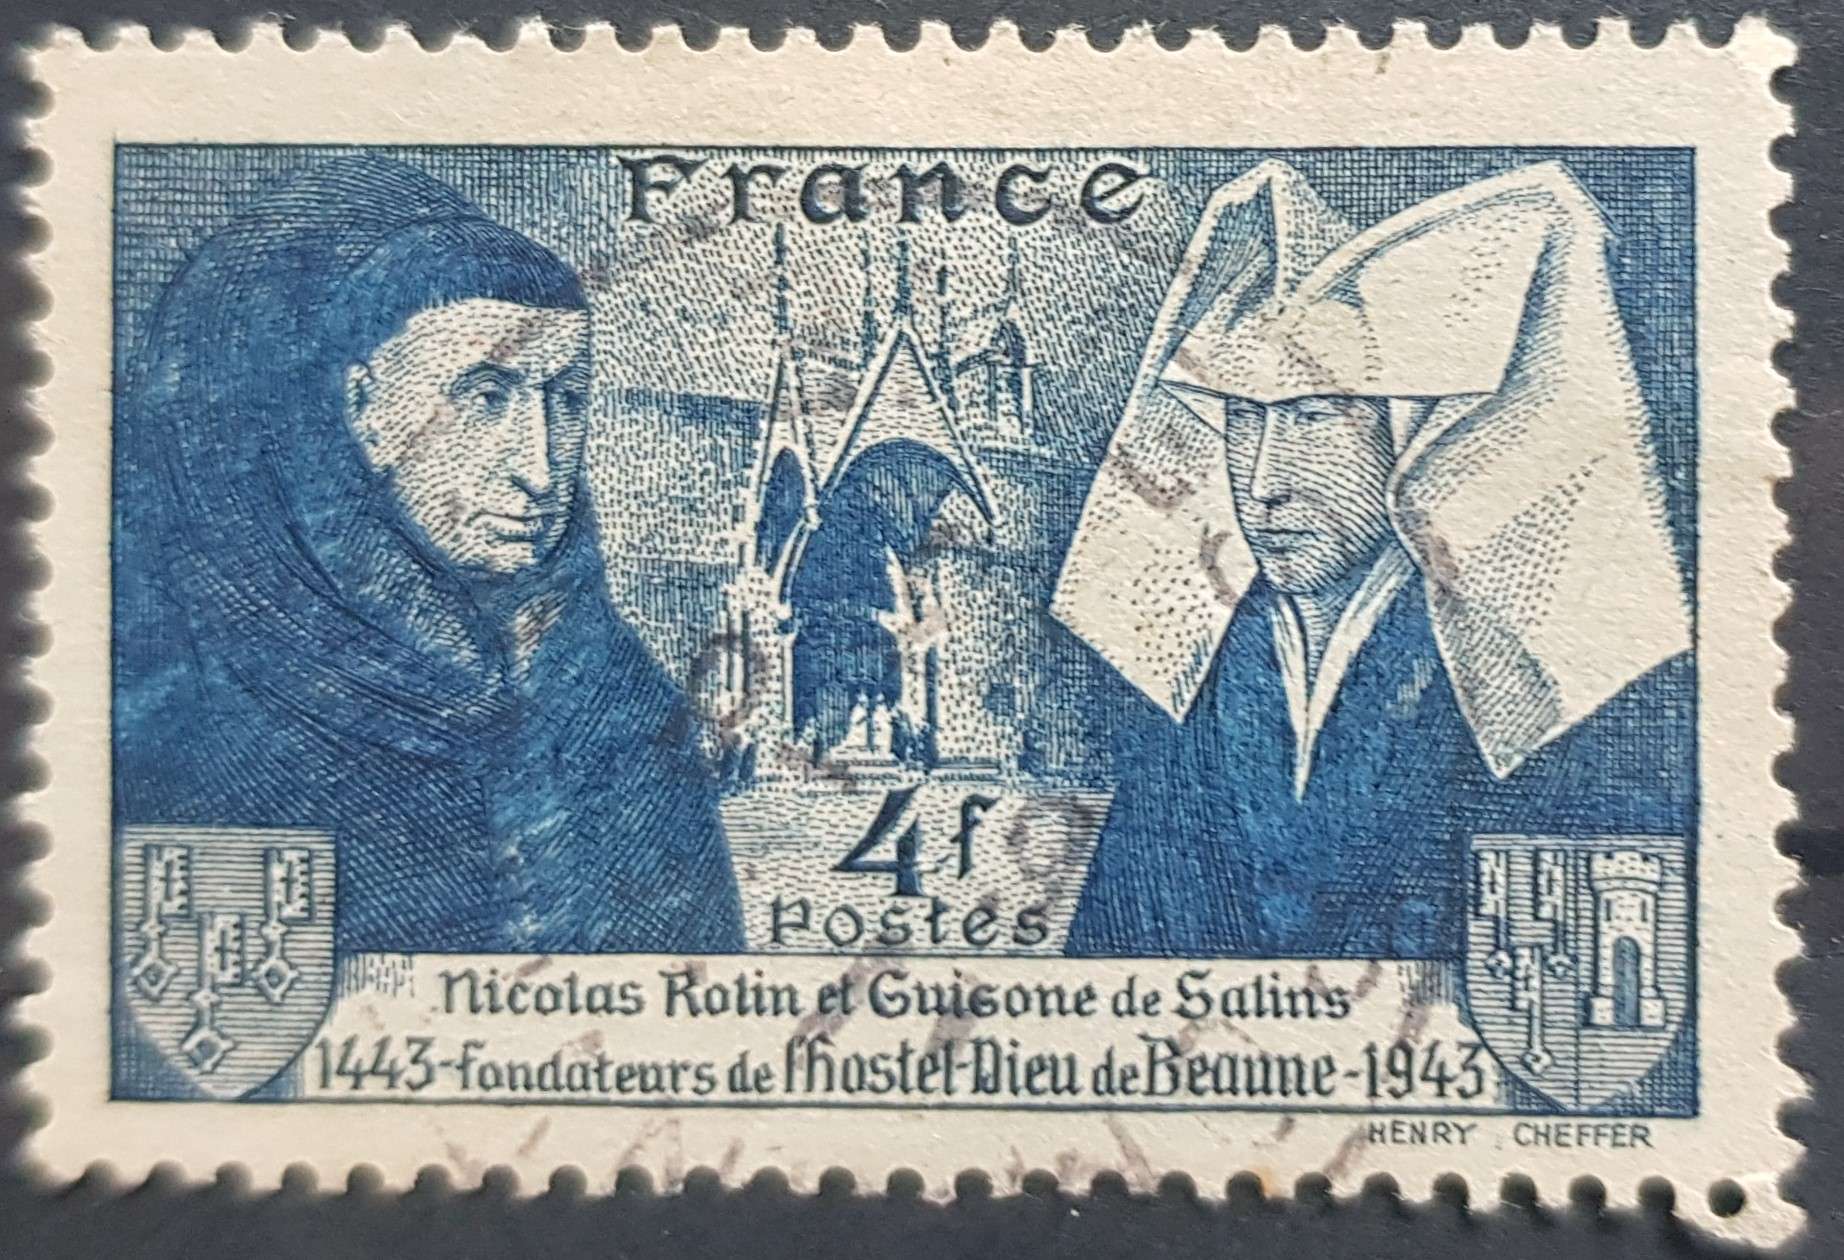 France
4f
Postes
Nicolas Rolin et Guigone de Salins
1443-fondateurs de l'hostel-Dieu de Beaune-1943
HENRY CHEFFER